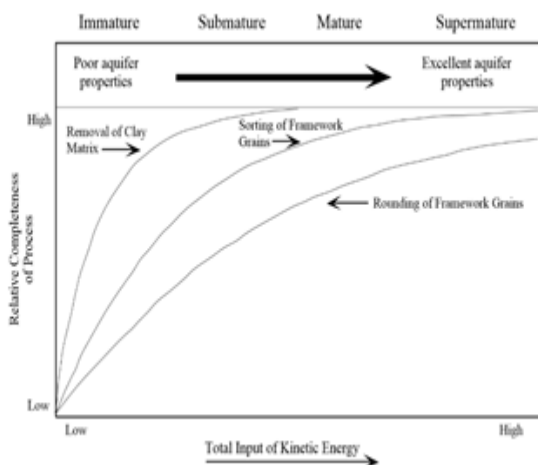 Immature Submature Mature Supermature
Poor aquifer
properties
Excellent aquifer
properties
High
Removal of Clay
Matrix
Sorting of Framework
Grains
Rounding of Framework Grains
Relative Completeness
of Process
Low
Low
High
Total Input of Kinetic Energy